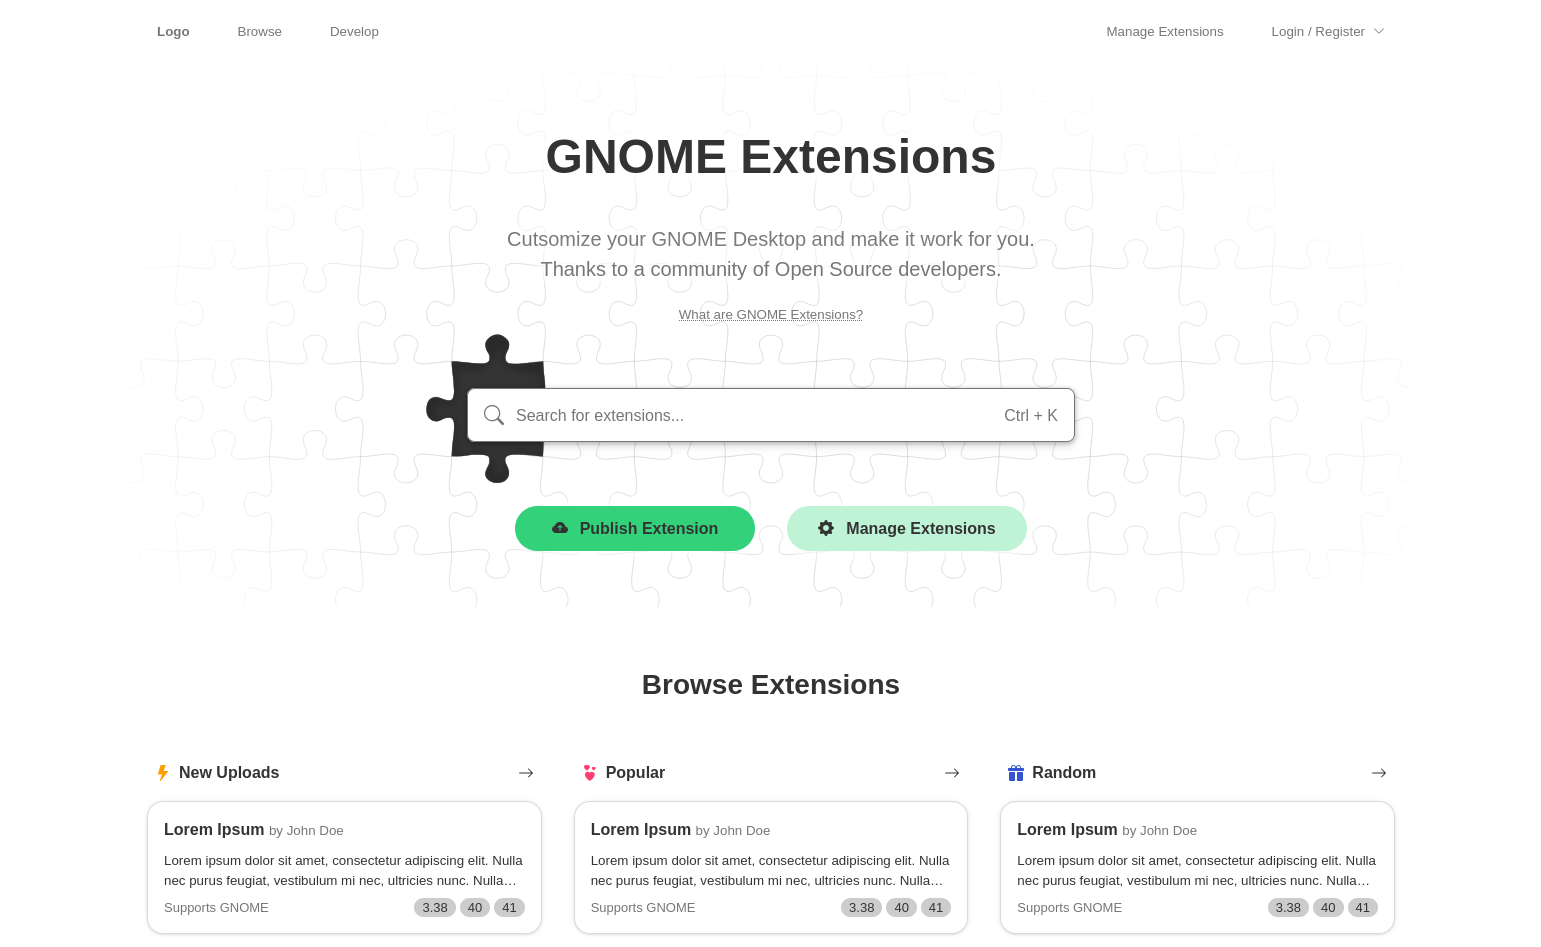 Logo Browse Develop Manage Extensions Login / Register
GNOME Extensions
Cutsomize your GNOME Desktop and make it work for you.
Thanks to a community of Open Source developers.
What are GNOME Extensions?
Search for extensions... Ctrl + K
Publish Extension Manage Extensions
Browse Extensions
New Uploads
Lorem Ipsum by John Doe
Lorem ipsum dolor sit amet, consectetur adipiscing elit. Nulla
nec purus feugiat, vestibulum mi nec, ultricies nunc. Nulla…
Supports GNOME 3.38 40 41
Popular
Lorem Ipsum by John Doe
Lorem ipsum dolor sit amet, consectetur adipiscing elit. Nulla
nec purus feugiat, vestibulum mi nec, ultricies nunc. Nulla…
Supports GNOME 3.38 40 41
Random
Lorem Ipsum by John Doe
Lorem ipsum dolor sit amet, consectetur adipiscing elit. Nulla
nec purus feugiat, vestibulum mi nec, ultricies nunc. Nulla…
Supports GNOME 3.38 40 41